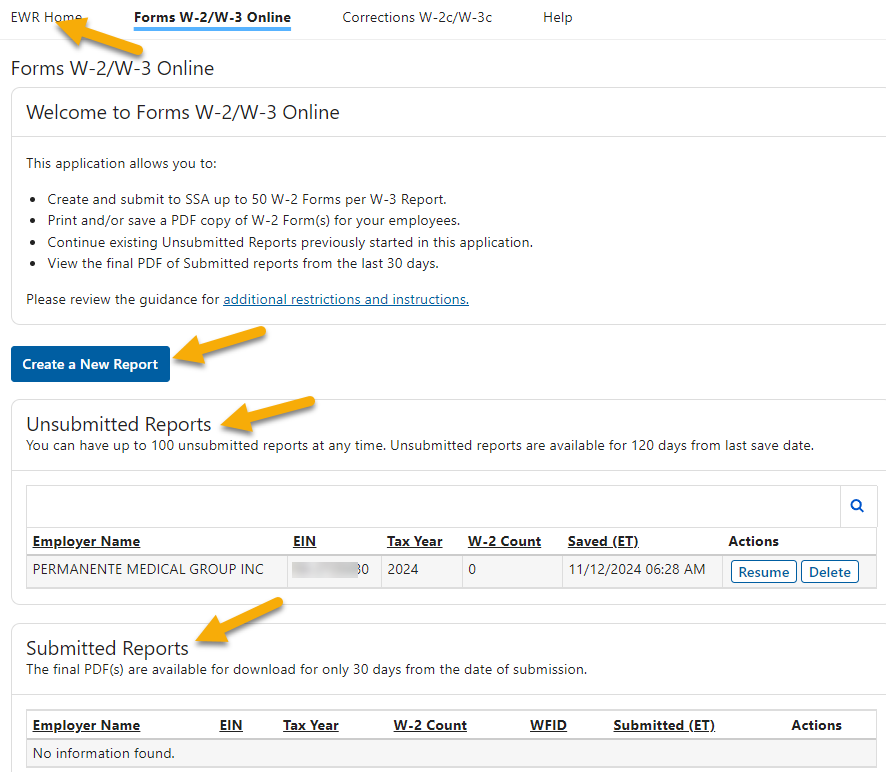 EWR Home Forms W-2/W-3 Online Corrections W-2c/W-3c Help
Forms W-2/W-3 Online
Welcome to Forms W-2/W-3 Online
This application allows you to:
Create and submit to SSA up to 50 W-2 Forms per W-3 Report.
Print and/or save a PDF copy of W-2 Form(s) for your employees.
Continue existing Unsubmitted Reports previously started in this application.
View the final PDF of Submitted reports from the last 30 days.
Please review the guidance for additional restrictions and instructions.
Create a New Report
Unsubmitted Reports
You can have up to 100 unsubmitted reports at any time. Unsubmitted reports are available for 120 days from last save date.
Employer Name EIN Tax Year W-2 Count Saved (ET) Actions
PERMANENTE MEDICAL GROUP INC 2024 0 11/12/2024 06:28 AM Resume Delete
Submitted Reports
The final PDF(s) are available for download for only 30 days from the date of submission.
Employer Name EIN Tax Year W-2 Count WFID Submitted (ET) Actions
No information found.